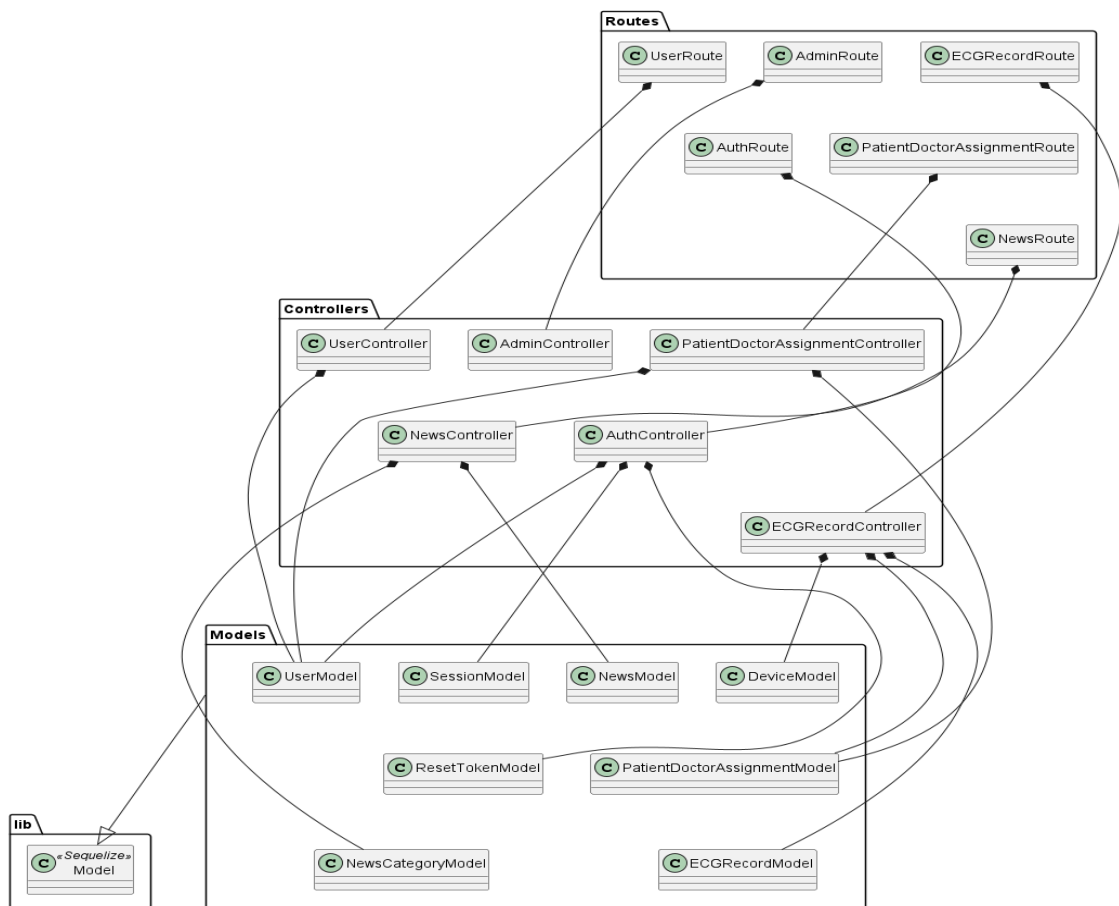 Routes
C UserRoute
C AdminRoute
C ECGRecordRoute
C AuthRoute
C PatientDoctorAssignmentRoute
C NewsRoute
Controllers
C UserController
C AdminController
C PatientDoctorAssignmentController
C NewsController
C AuthController
C ECGRecordController
Models
C UserModel
C SessionModel
C NewsModel
C DeviceModel
C ResetTokenModel
C PatientDoctorAssignmentModel
C NewsCategoryModel
C ECGRecordModel
lib
C «Sequelize»
Model